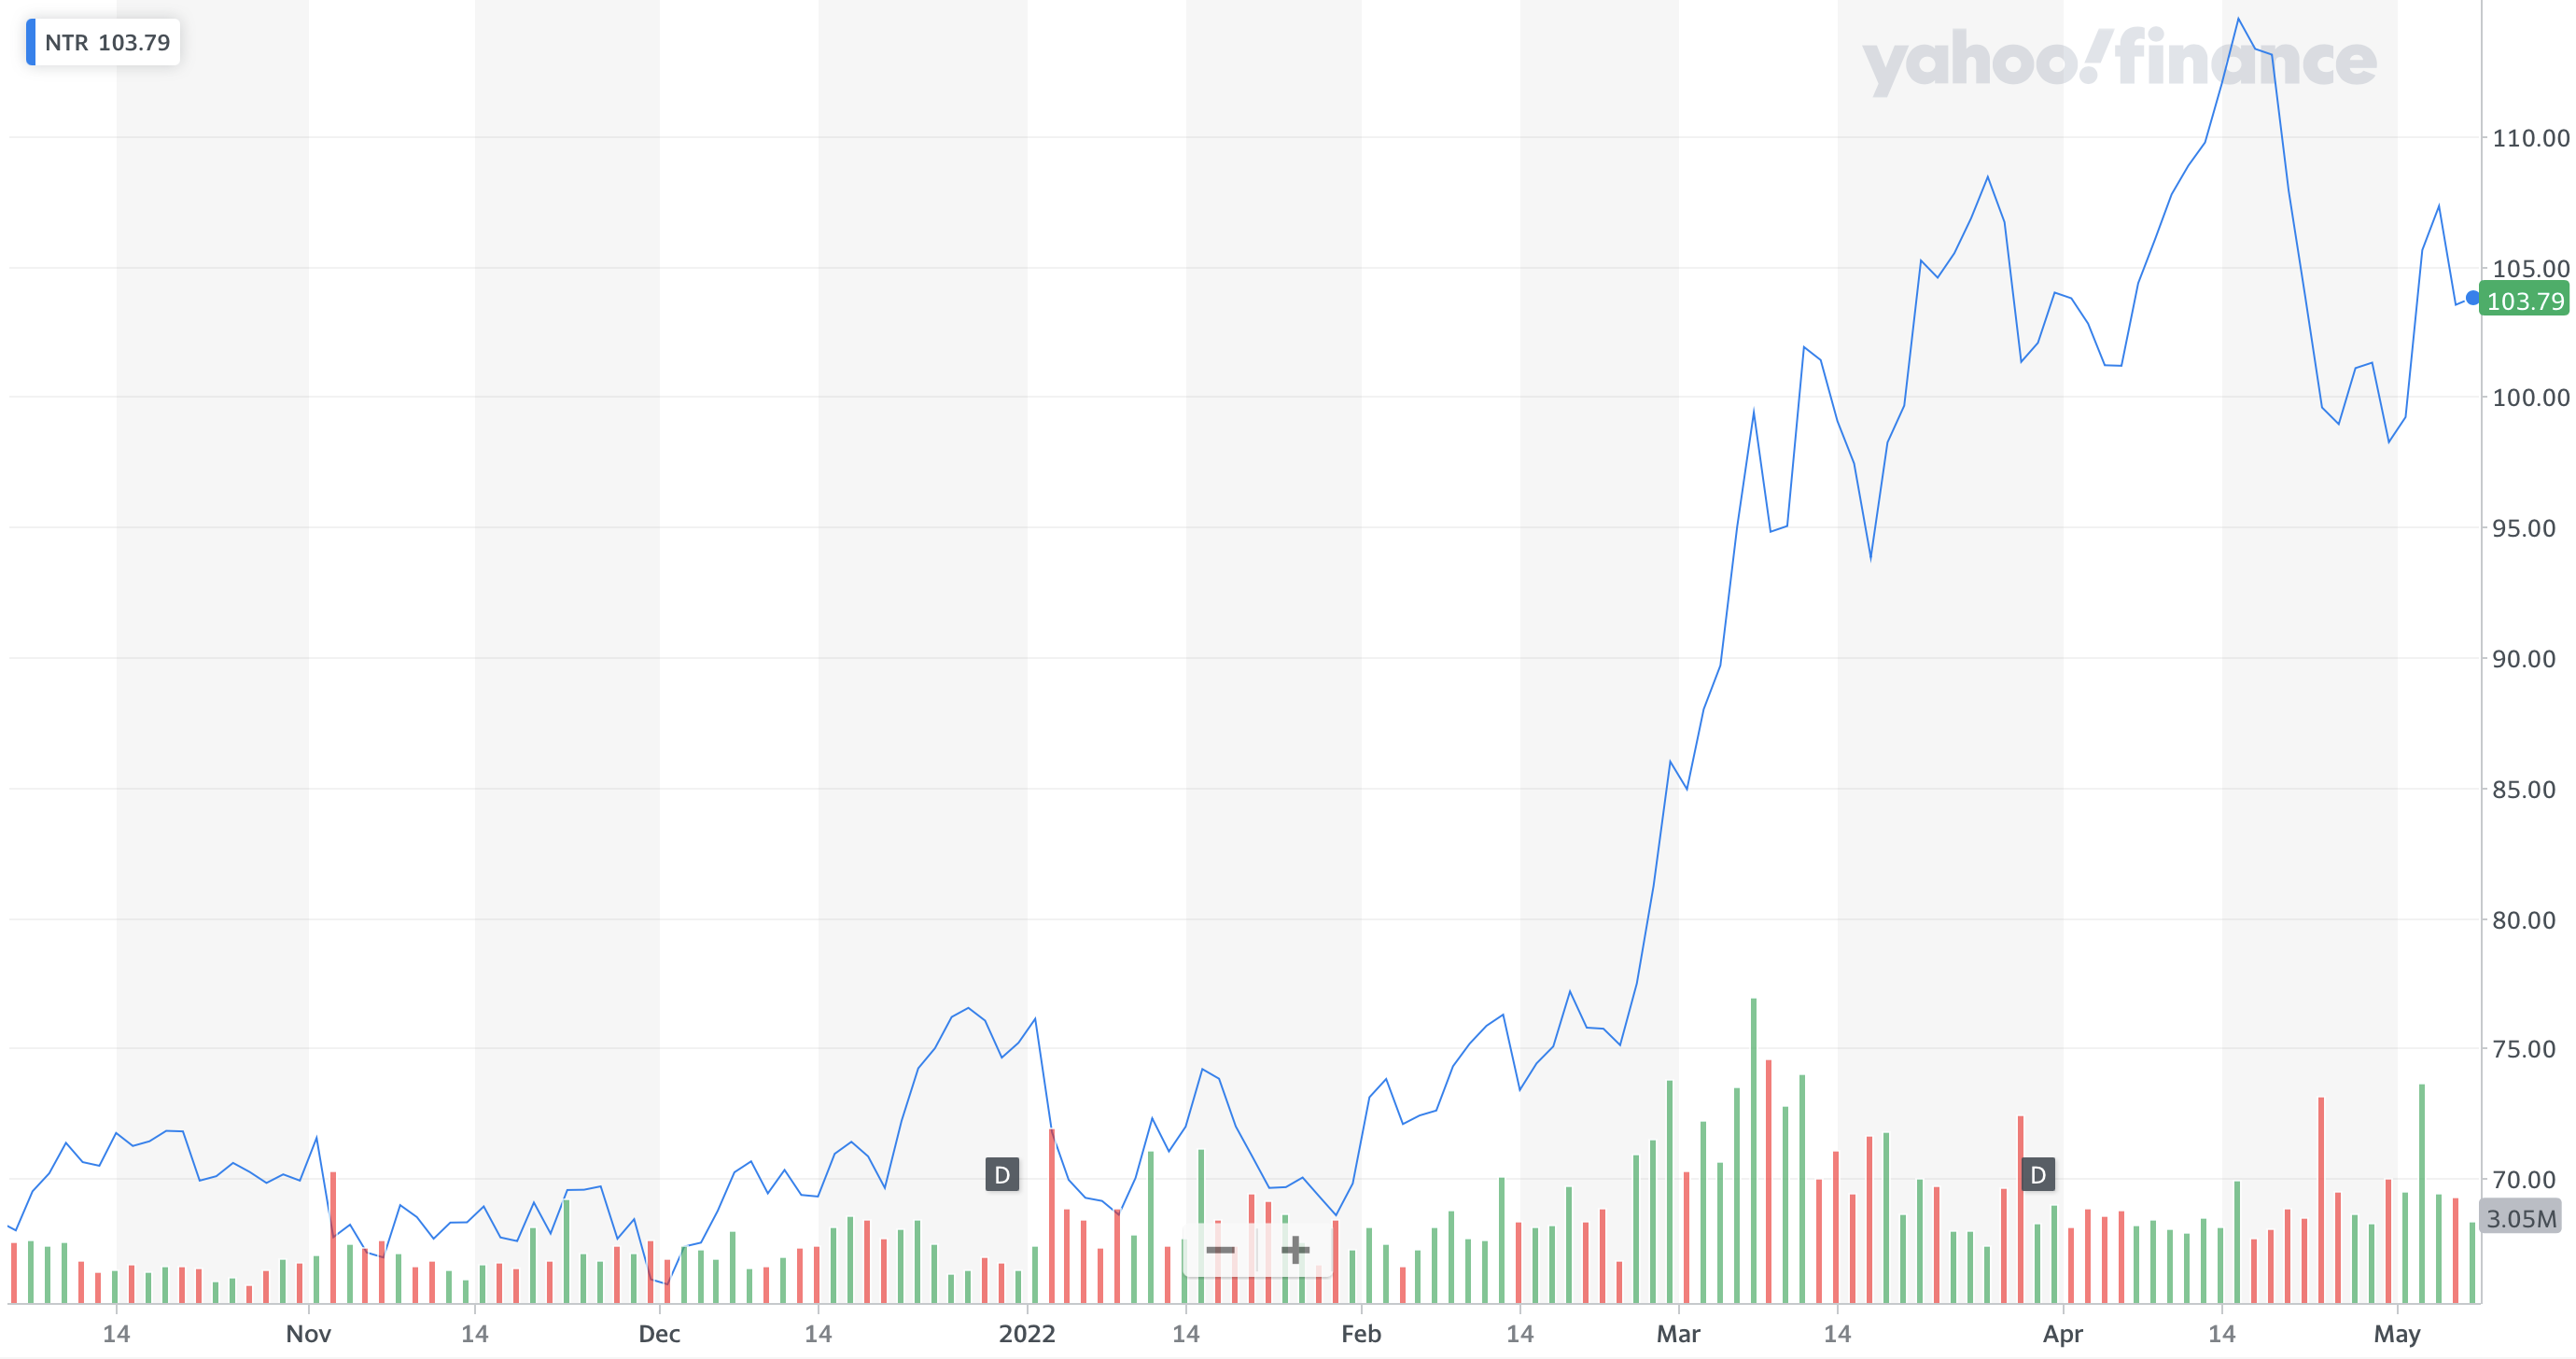 NTR 103.79
yahoo!finance
110.00
105.00
103.79
100.00
95.00
90.00
85.00
80.00
75.00
D
D
70.00
3.05M
− +
14 Nov 14 Dec 14 2022 14 Feb 14 Mar 14 Apr 14 May